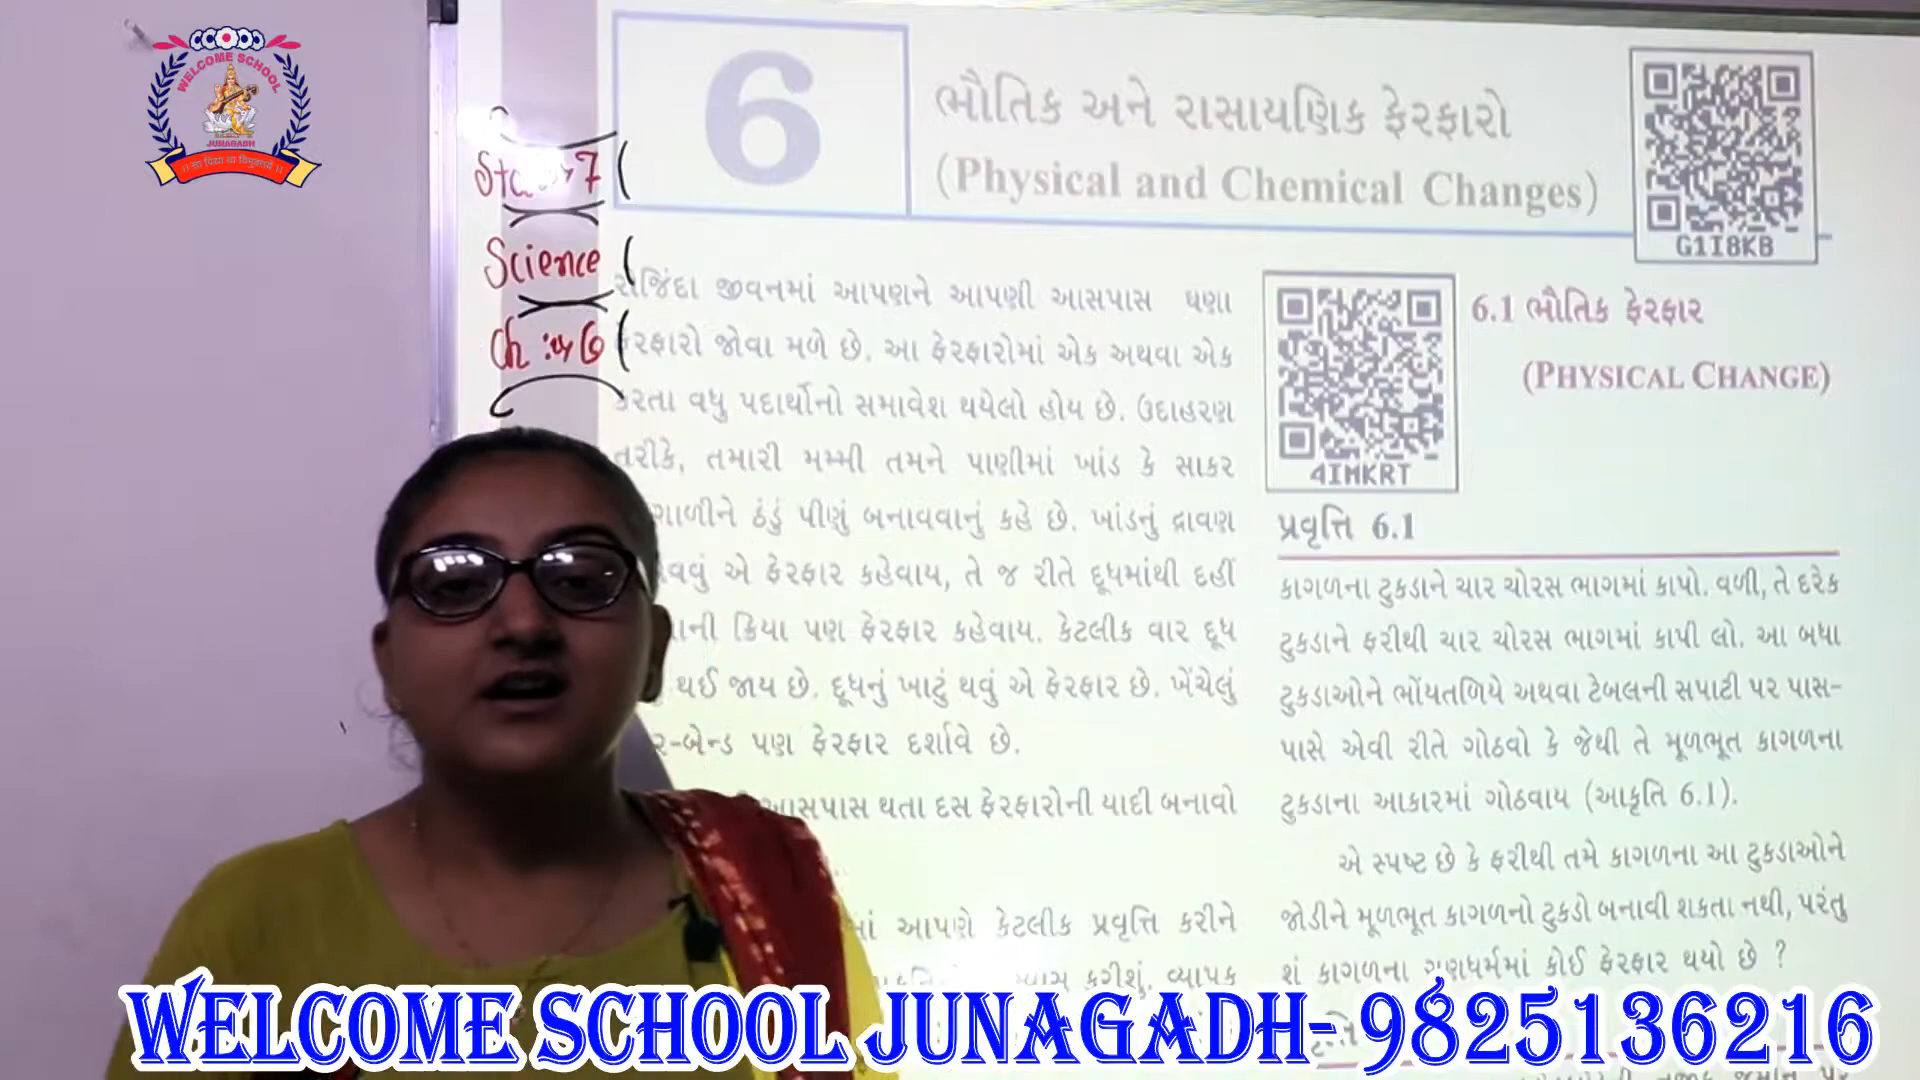 WELCOME SCHOOL
JUNAGADH
Std :→ 7
Science
Ch :→ 6
6
ભૌતિક અને રાસાયણિક ફેરફારો
(Physical and Chemical Changes)
G1I8KB
રોજિંદા જીવનમાં આપણને આપણી આસપાસ ઘણા
ફેરફારો જોવા મળે છે. આ ફેરફારોમાં એક અથવા એક
કરતા વધુ પદાર્થોનો સમાવેશ થયેલો હોય છે. ઉદાહરણ
તરીકે, તમારી મમ્મી તમને પાણીમાં ખાંડ કે સાકર
ગાળીને ઠંડું પીણું બનાવવાનું કહે છે. ખાંડનું દ્રાવણ
એ ફેરફાર કહેવાય, તે જ રીતે દૂધમાંથી દહીં
ક્રિયા પણ ફેરફાર કહેવાય. કેટલીક વાર દૂધ
થઈ જાય છે. દૂધનું ખાટું થવું એ ફેરફાર છે. ખેંચેલું
ર-બેન્ડ પણ ફેરફાર દર્શાવે છે.
આસપાસ થતા દસ ફેરફારોની યાદી બનાવો
આપણે કેટલીક પ્રવૃત્તિ કરીને
કરીશું. વ્યાપક
4IMKRT
6.1 ભૌતિક ફેરફાર
(PHYSICAL CHANGE)
પ્રવૃત્તિ 6.1
કાગળના ટુકડાને ચાર ચોરસ ભાગમાં કાપો. વળી, તે દરેક
ટુકડાને ફરીથી ચાર ચોરસ ભાગમાં કાપી લો. આ બધા
ટુકડાઓને ભોંયતળિયે અથવા ટેબલની સપાટી પર પાસ-
પાસે એવી રીતે ગોઠવો કે જેથી તે મૂળભૂત કાગળના
ટુકડાના આકારમાં ગોઠવાય (આકૃતિ 6.1).
એ સ્પષ્ટ છે કે ફરીથી તમે કાગળના આ ટુકડાઓને
જોડીને મૂળભૂત કાગળનો ટુકડો બનાવી શકતા નથી, પરંતુ
શું કાગળના ગુણધર્મમાં કોઈ ફેરફાર થયો છે ?
WELCOME SCHOOL JUNAGADH- 9825136216